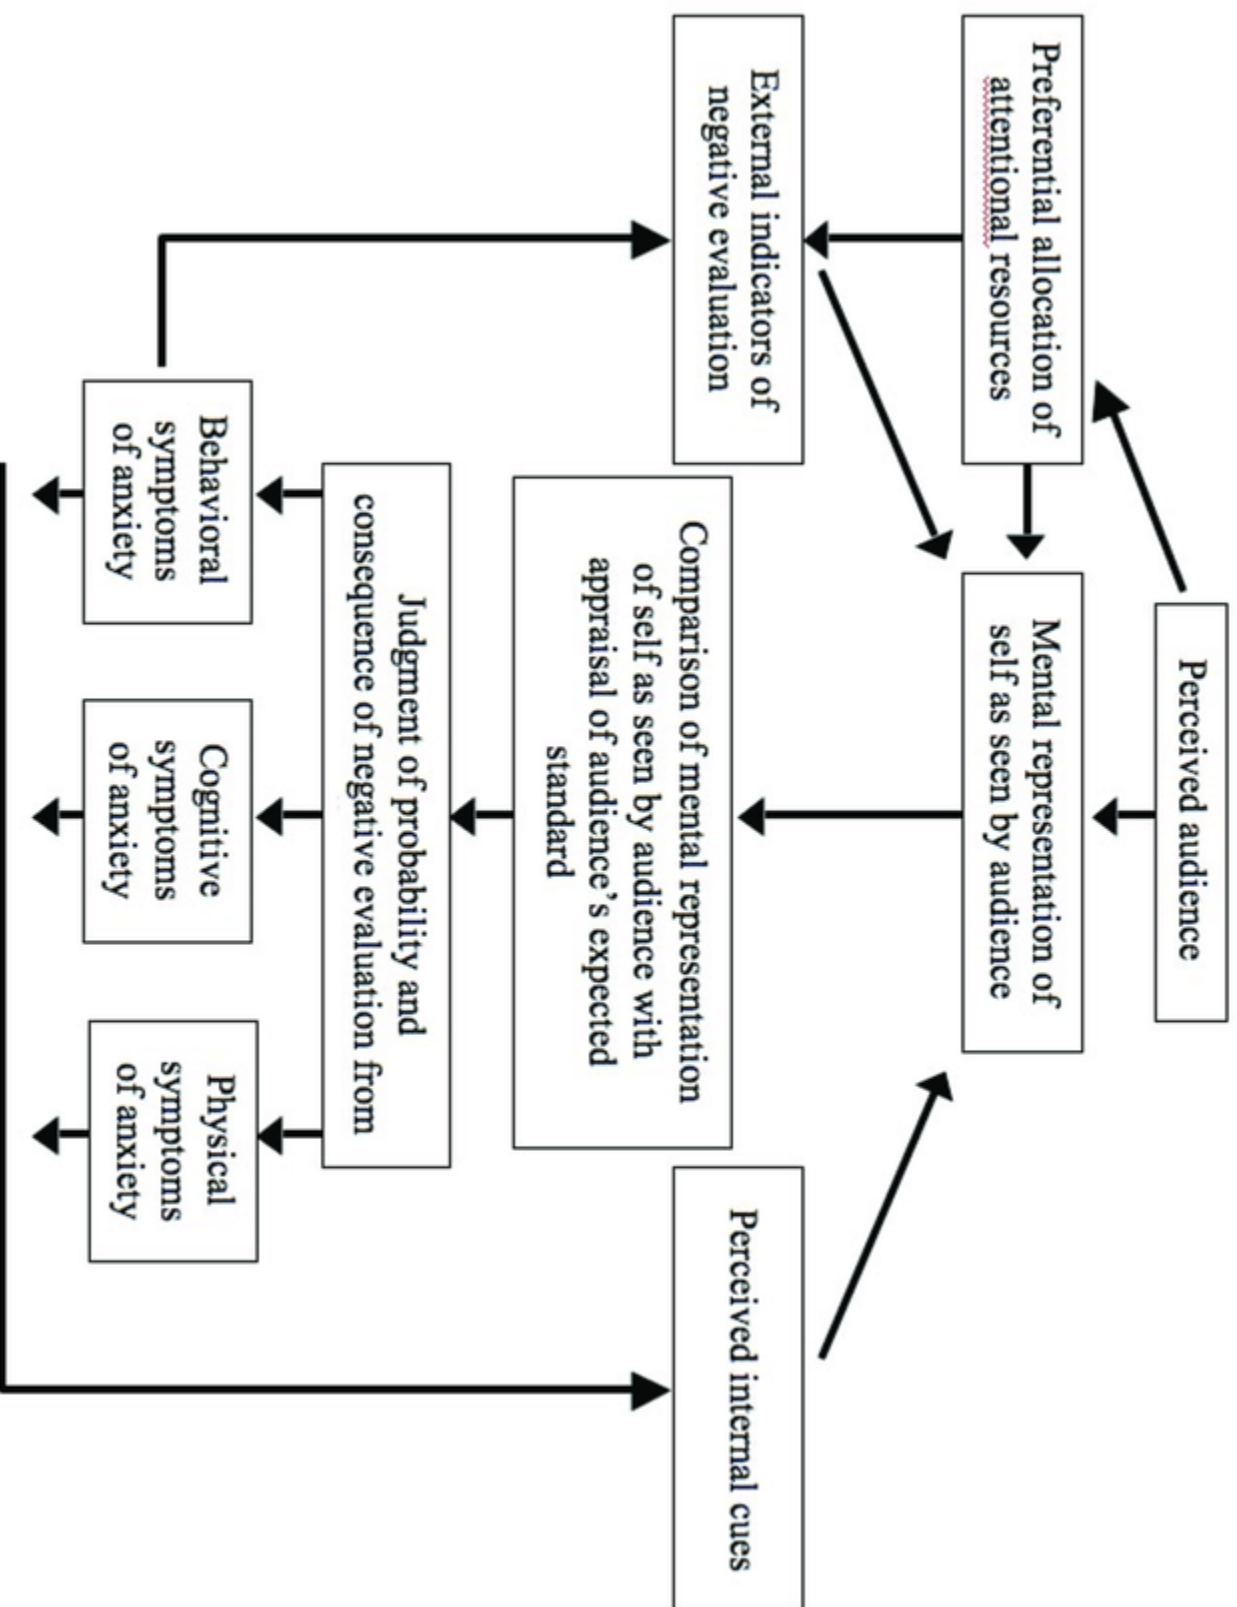 Perceived audience
Preferential allocation of
attentional resources
Mental representation of
self as seen by audience
External indicators of
negative evaluation
Comparison of mental representation
of self as seen by audience with
appraisal of audience’s expected
standard
Perceived internal cues
Judgment of probability and
consequence of negative evaluation from
Behavioral
symptoms
of anxiety
Cognitive
symptoms
of anxiety
Physical
symptoms
of anxiety